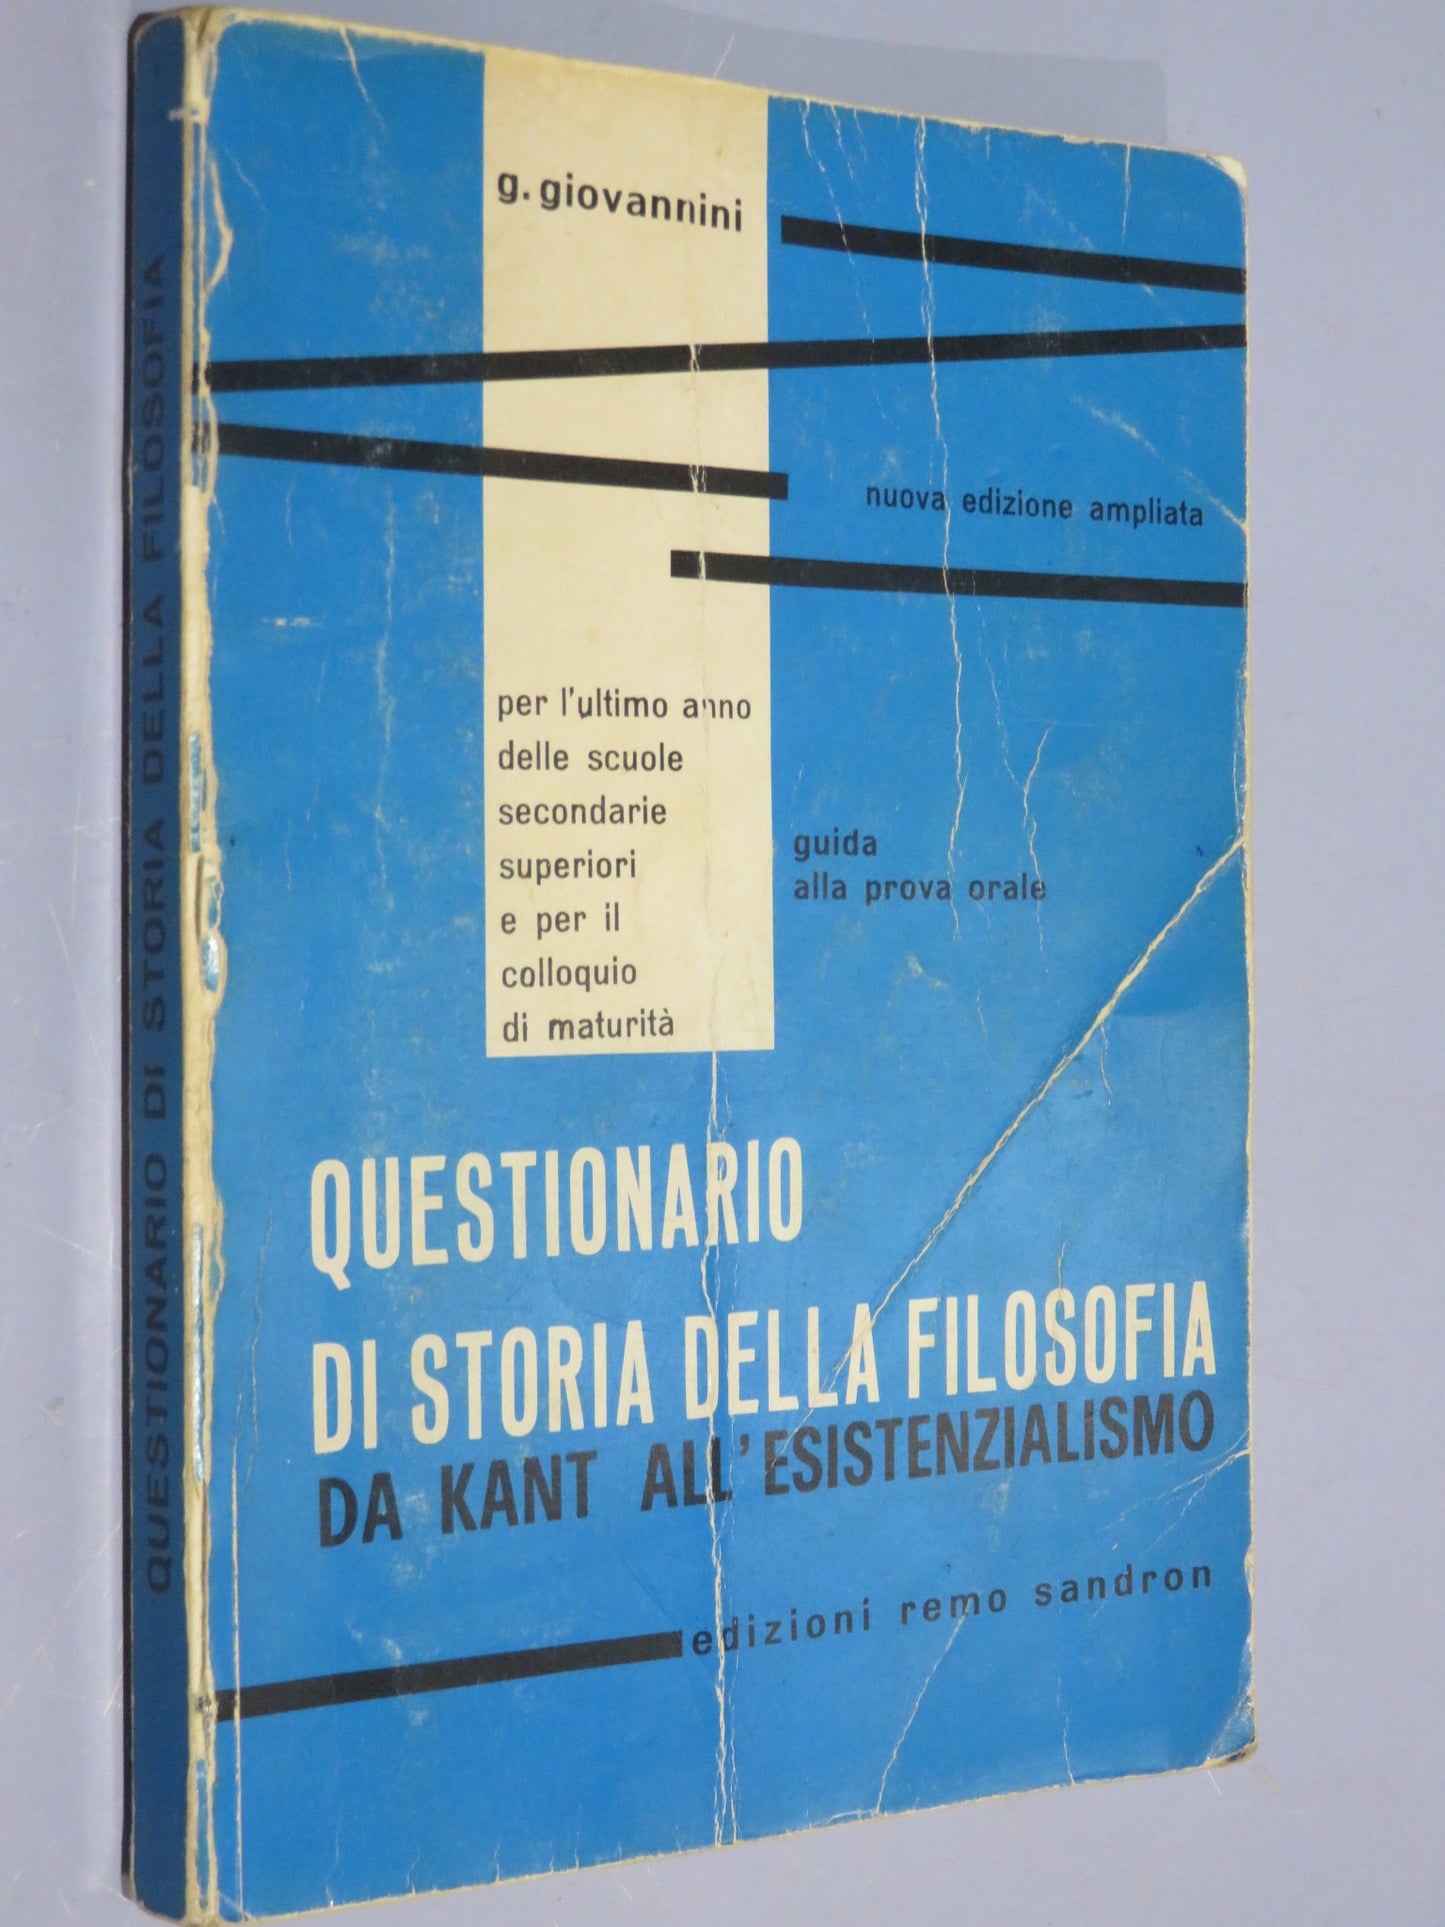 QUESTIONARIO DI STORIA DELLA FILOSOFIA
g. giovannini
nuova edizione ampliata
per l'ultimo anno
delle scuole
secondarie
superiori
e per il
colloquio
di maturità
guida
alla prova orale
QUESTIONARIO
DI STORIA DELLA FILOSOFIA
DA KANT ALL'ESISTENZIALISMO
edizioni remo sandron